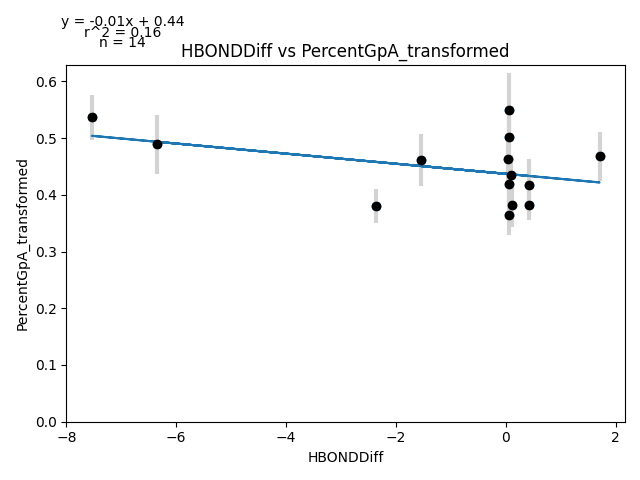 y = -0.01x + 0.44
r^2 = 0.16
n = 14
HBONDDiff vs PercentGpA_transformed
PercentGpA_transformed
0.6
0.5
0.4
0.3
0.2
0.1
0.0
−8
−6
−4
−2
0
2
HBONDDiff